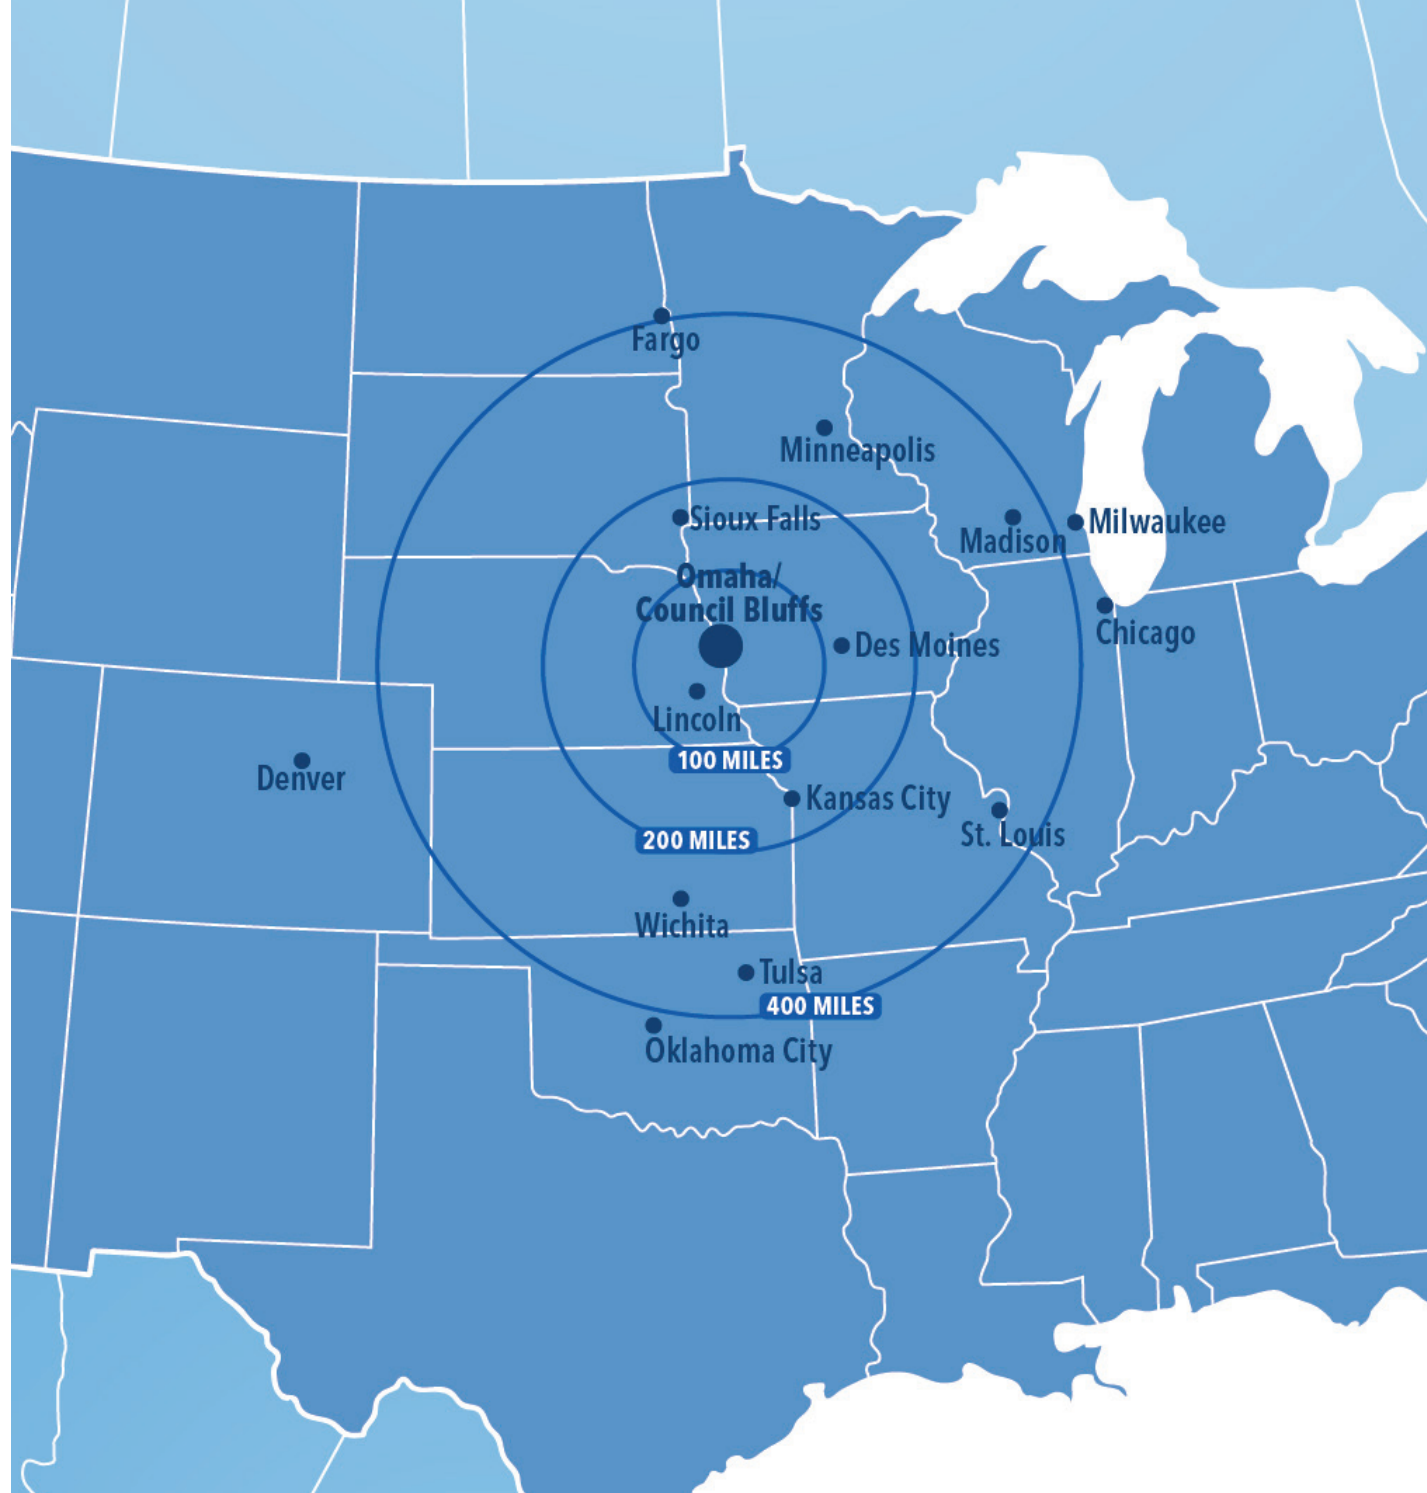 Fargo
Minneapolis
Sioux Falls
Madison
Milwaukee
Omaha/
Council Bluffs
Chicago
Des Moines
Lincoln
100 MILES
Denver
Kansas City
St. Louis
200 MILES
Wichita
Tulsa
400 MILES
Oklahoma City